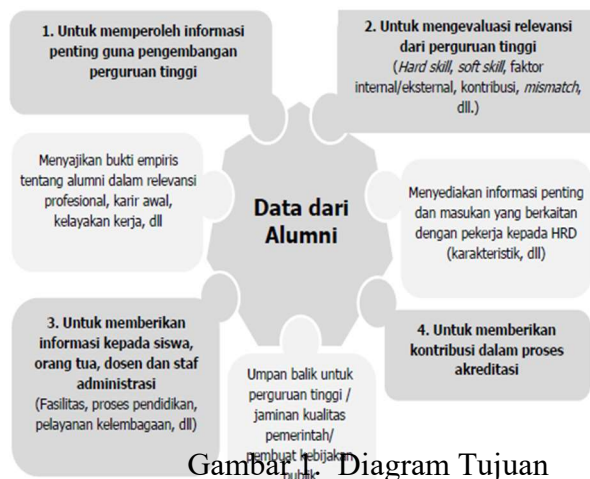 1. Untuk memperoleh informasi
penting guna pengembangan
perguruan tinggi
2. Untuk mengevaluasi relevansi
dari perguruan tinggi
(Hard skill, soft skill, faktor
internal/eksternal, kontribusi, mismatch,
dll.)
Menyajikan bukti empiris
tentang alumni dalam relevansi
profesional, karir awal,
kelayakan kerja, dll
Data dari
Alumni
Menyediakan informasi penting
dan masukan yang berkaitan
dengan pekerja kepada HRD
(karakteristik, dll)
3. Untuk memberikan
informasi kepada siswa,
orang tua, dosen dan staf
administrasi
(Fasilitas, proses pendidikan,
pelayanan kelembagaan, dll)
4. Untuk memberikan
kontribusi dalam proses
akreditasi
Umpan balik untuk
perguruan tinggi /
jaminan kualitas
pemerintah/
pembuat kebijakan
publik
Gambar 1. Diagram Tujuan